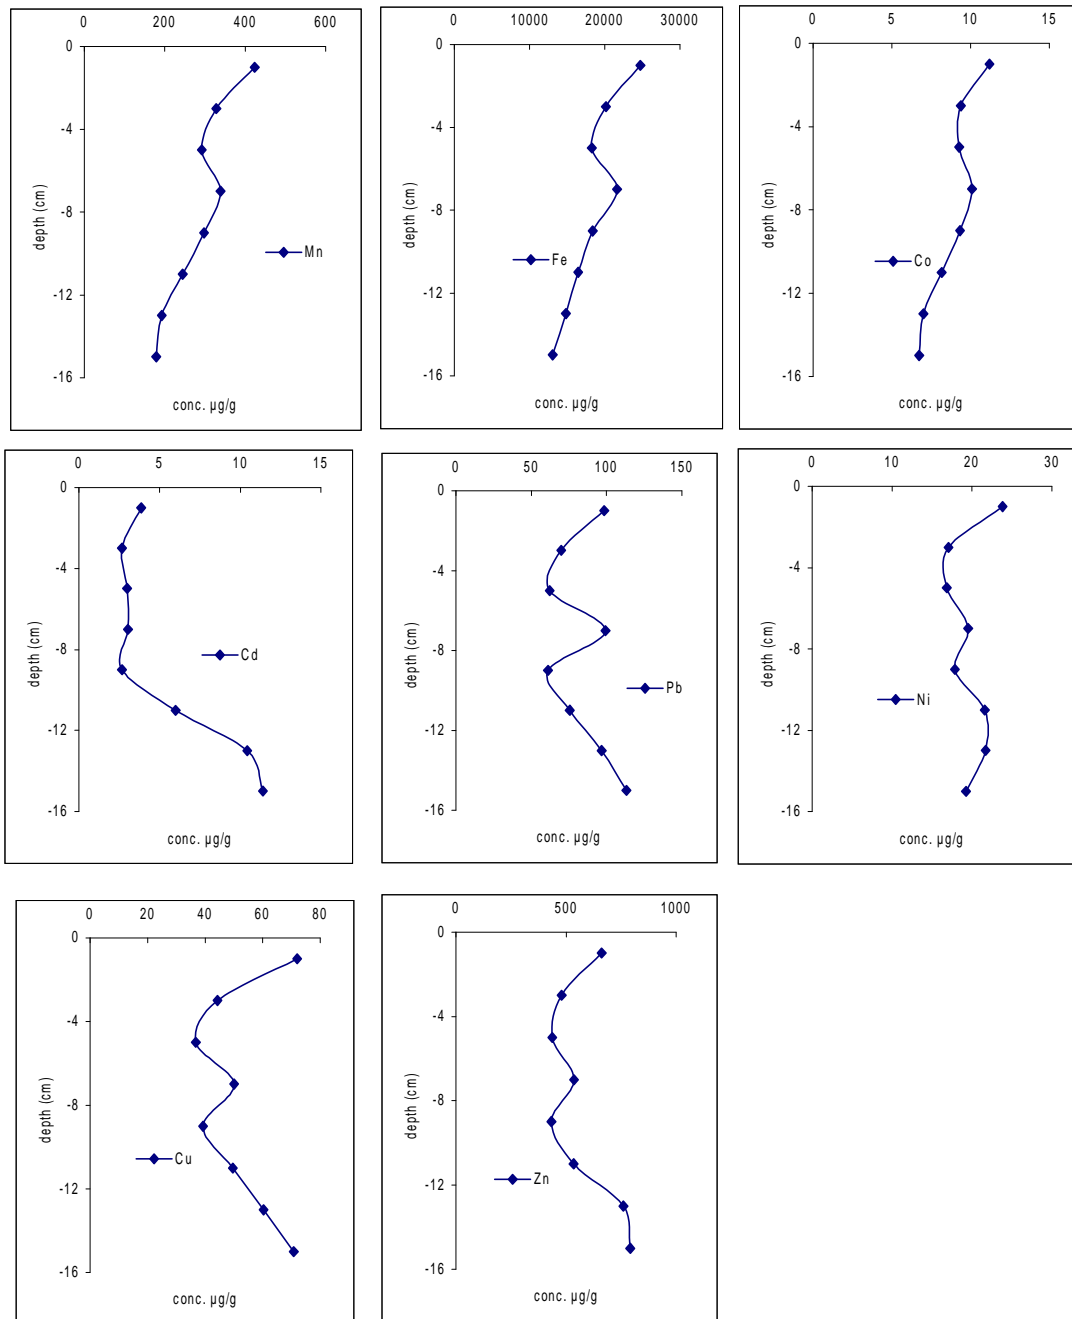 0 200 400 600
0
-4
-8
-12
-16
depth (cm)
Mn
conc. µg/g
0 10000 20000 30000
0
-4
-8
-12
-16
depth (cm)
Fe
conc. µg/g
0 5 10 15
0
-4
-8
-12
-16
depth (cm)
Co
conc. µg/g
0 5 10 15
0
-4
-8
-12
-16
depth (cm)
Cd
conc. µg/g
0 50 100 150
0
-4
-8
-12
-16
depth (cm)
Pb
conc. µg/g
0 10 20 30
0
-4
-8
-12
-16
depth (cm)
Ni
conc. µg/g
0 20 40 60 80
0
-4
-8
-12
-16
depth (cm)
Cu
conc. µg/g
0 500 1000
0
-4
-8
-12
-16
depth (cm)
Zn
conc. µg/g